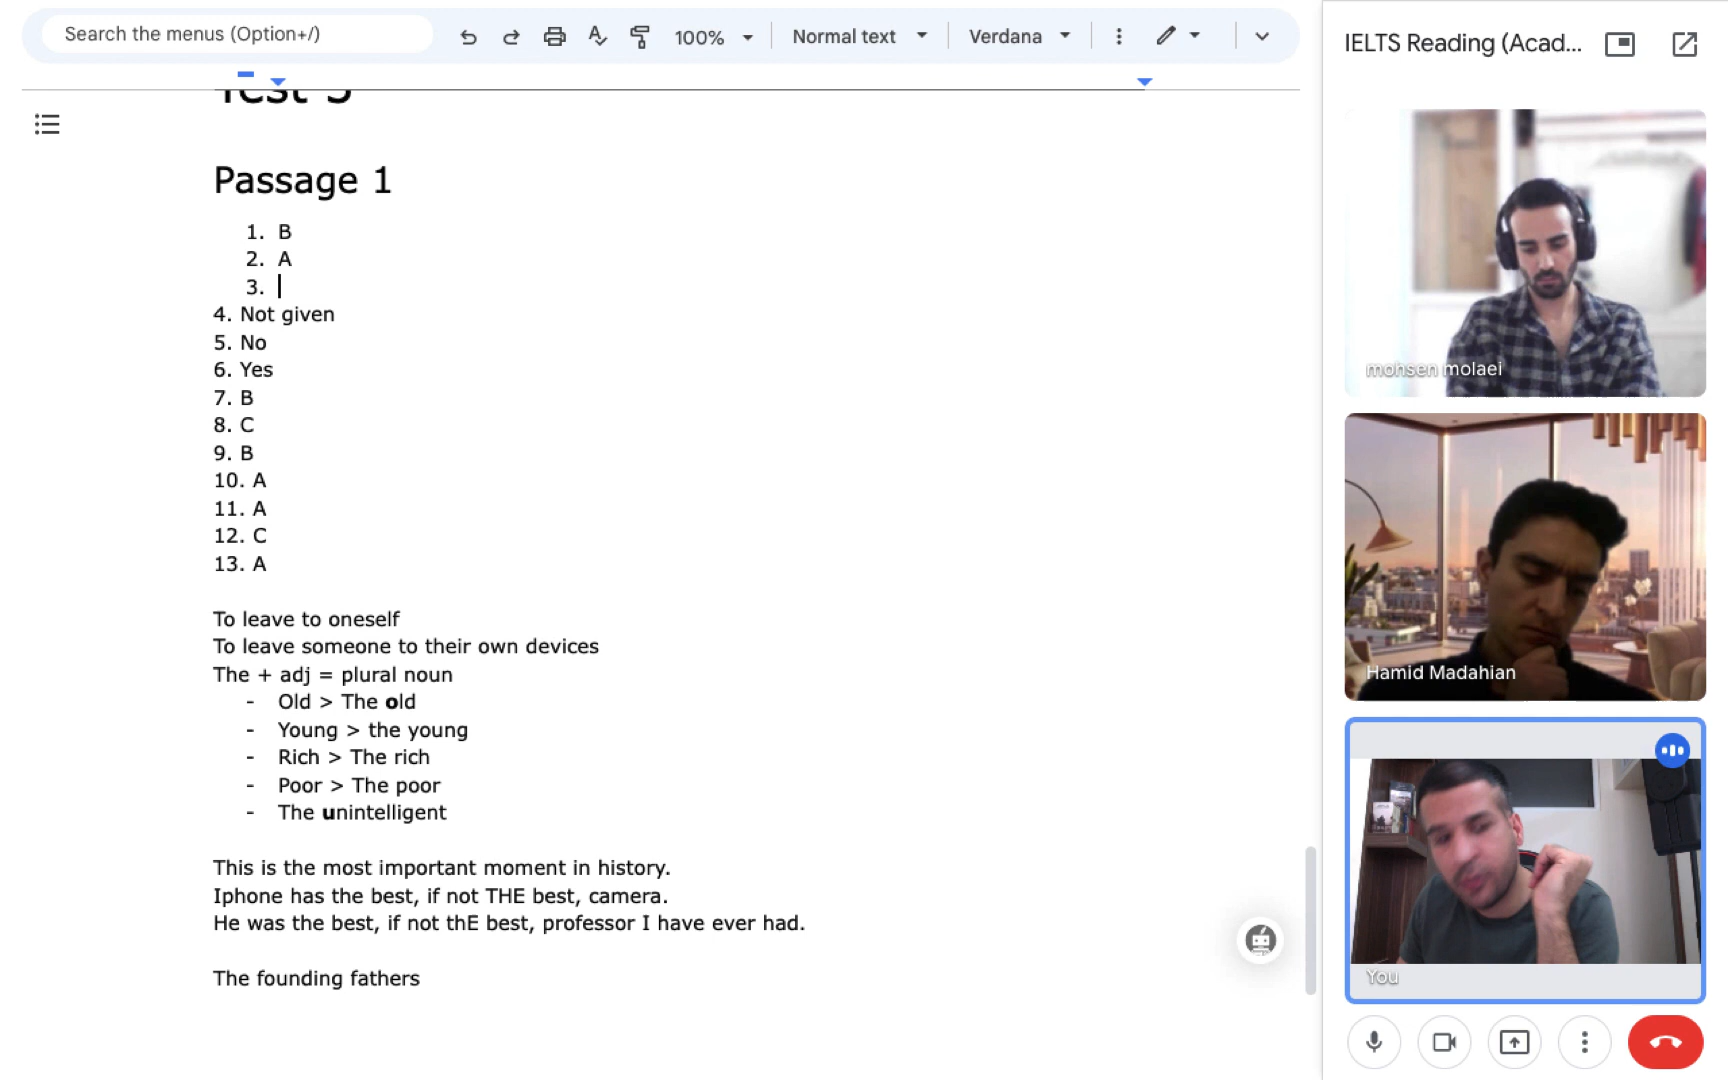 Search the menus (Option+/)
100%
Normal text
Verdana
IELTS Reading (Acad...
Test 5
Passage 1
1. B
2. A
3.
4. Not given
5. No
6. Yes
7. B
8. C
9. B
10. A
11. A
12. C
13. A
To leave to oneself
To leave someone to their own devices
The + adj = plural noun
- Old > The old
- Young > the young
- Rich > The rich
- Poor > The poor
- The unintelligent
This is the most important moment in history.
Iphone has the best, if not THE best, camera.
He was the best, if not thE best, professor I have ever had.
The founding fathers
mohsen molaei
Hamid Madahian
You